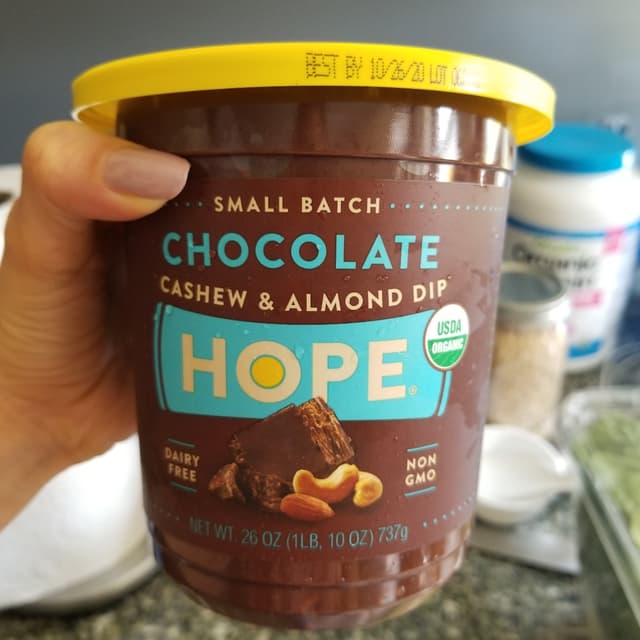 BEST BY 10/26/20 LOT
SMALL BATCH
CHOCOLATE
CASHEW & ALMOND DIP
HOPE®
USDA
ORGANIC
DAIRY
FREE
NON
GMO
NET WT. 26 OZ (1LB, 10 OZ) 737g
Organic